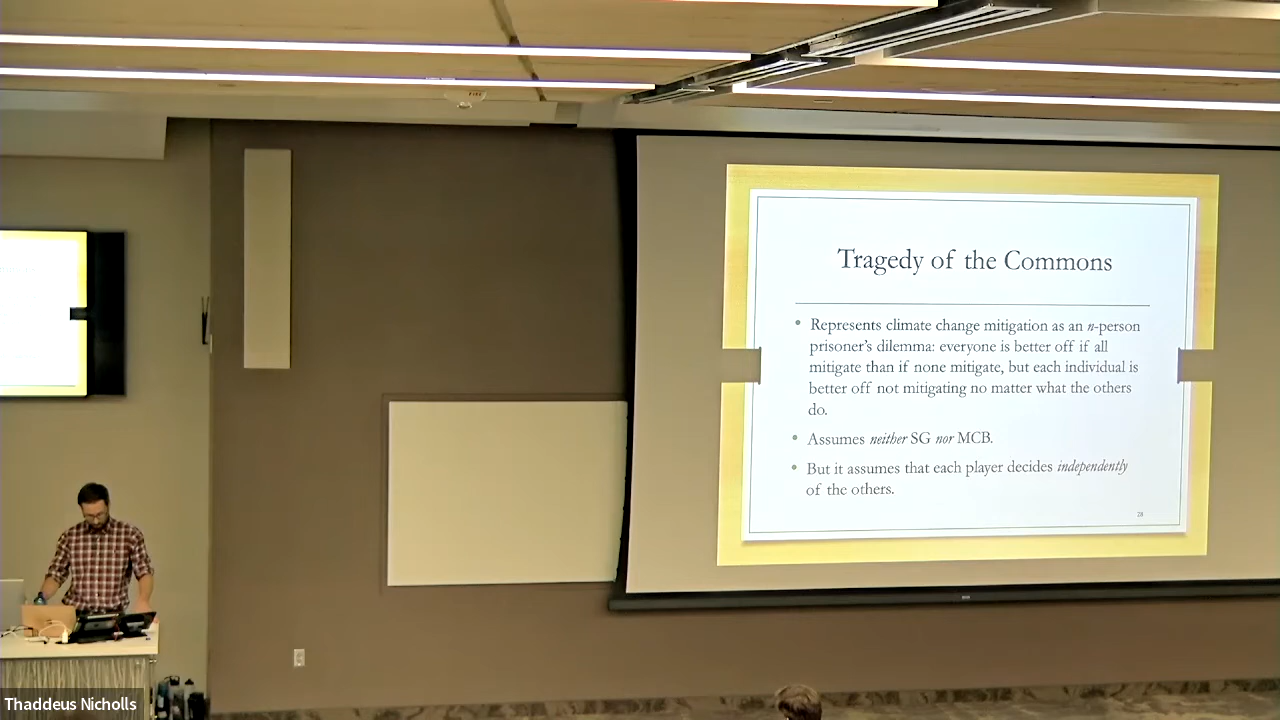 Tragedy of the Commons
• Represents climate change mitigation as an n-person
prisoner's dilemma: everyone is better off if all
mitigate than if none mitigate, but each individual is
better off not mitigating no matter what the others
do.
• Assumes neither SG nor MCB.
• But it assumes that each player decides independently
of the others.
28
Thaddeus Nicholls